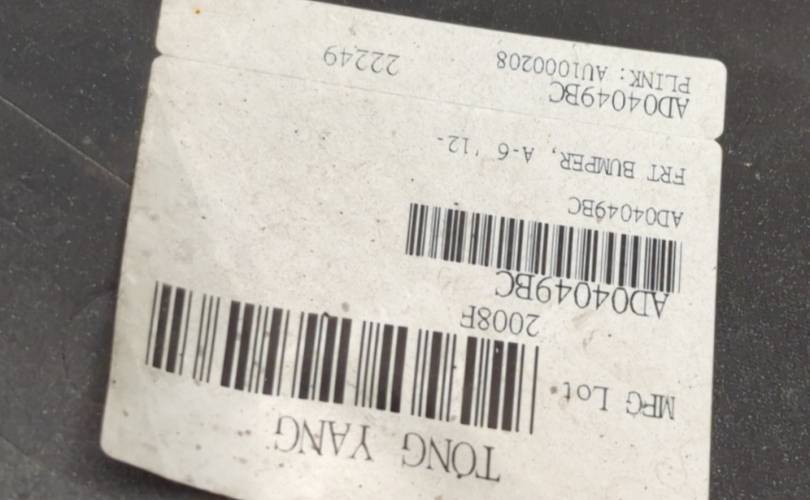 TONG YANG
MFG Lot
2008F
AD04049BC
AD04049BC
FRT BUMPER, A-6 '12-
AD04049BC
PLINK: AU1000208
22249